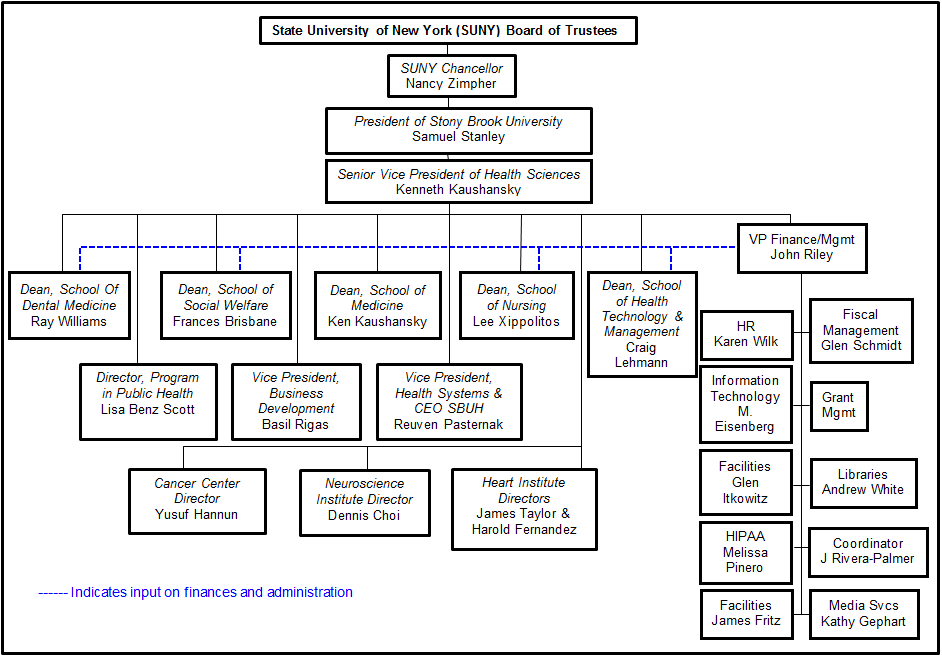 State University of New York (SUNY) Board of Trustees
SUNY Chancellor
Nancy Zimpher
President of Stony Brook University
Samuel Stanley
Senior Vice President of Health Sciences
Kenneth Kaushansky
VP Finance/Mgmt
John Riley
Dean, School Of
Dental Medicine
Ray Williams
Dean, School of
Social Welfare
Frances Brisbane
Dean, School of
Medicine
Ken Kaushansky
Dean, School
of Nursing
Lee Xippolitos
Dean, School
of Health
Technology &
Management
Craig
Lehmann
HR
Karen Wilk
Fiscal
Management
Glen Schmidt
Director, Program
in Public Health
Lisa Benz Scott
Vice President,
Business
Development
Basil Rigas
Vice President,
Health Systems &
CEO SBUH
Reuven Pasternak
Information
Technology
M.
Eisenberg
Grant
Mgmt
Cancer Center
Director
Yusuf Hannun
Neuroscience
Institute Director
Dennis Choi
Heart Institute
Directors
James Taylor &
Harold Fernandez
Facilities
Glen
Itkowitz
Libraries
Andrew White
HIPAA
Melissa
Pinero
Coordinator
J Rivera-Palmer
Facilities
James Fritz
Media Svcs
Kathy Gephart
------ Indicates input on finances and administration